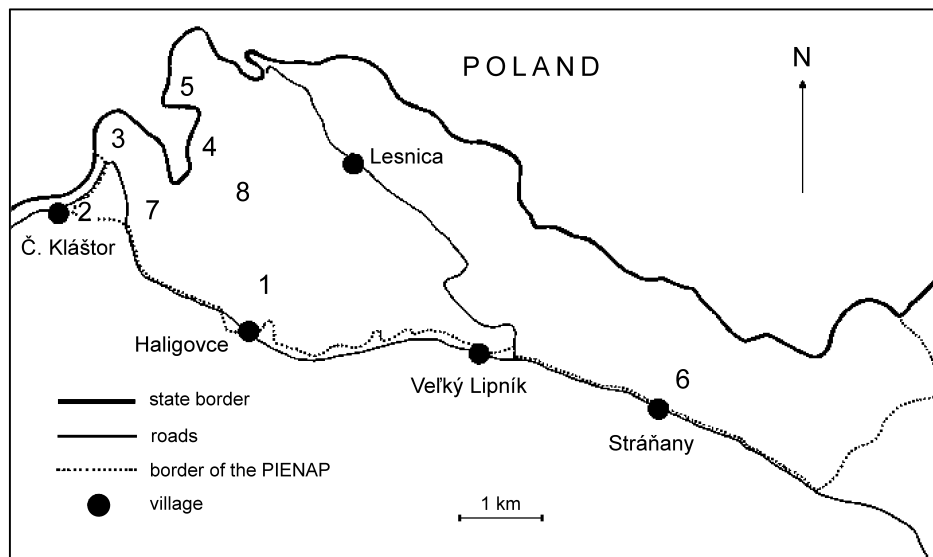 POLAND
N
5
3
4
Lesnica
8
2
7
Č. Kláštor
1
Haligovce
Veľký Lipník
6
Stráňany
state border
roads
border of the PIENAP
village
1 km